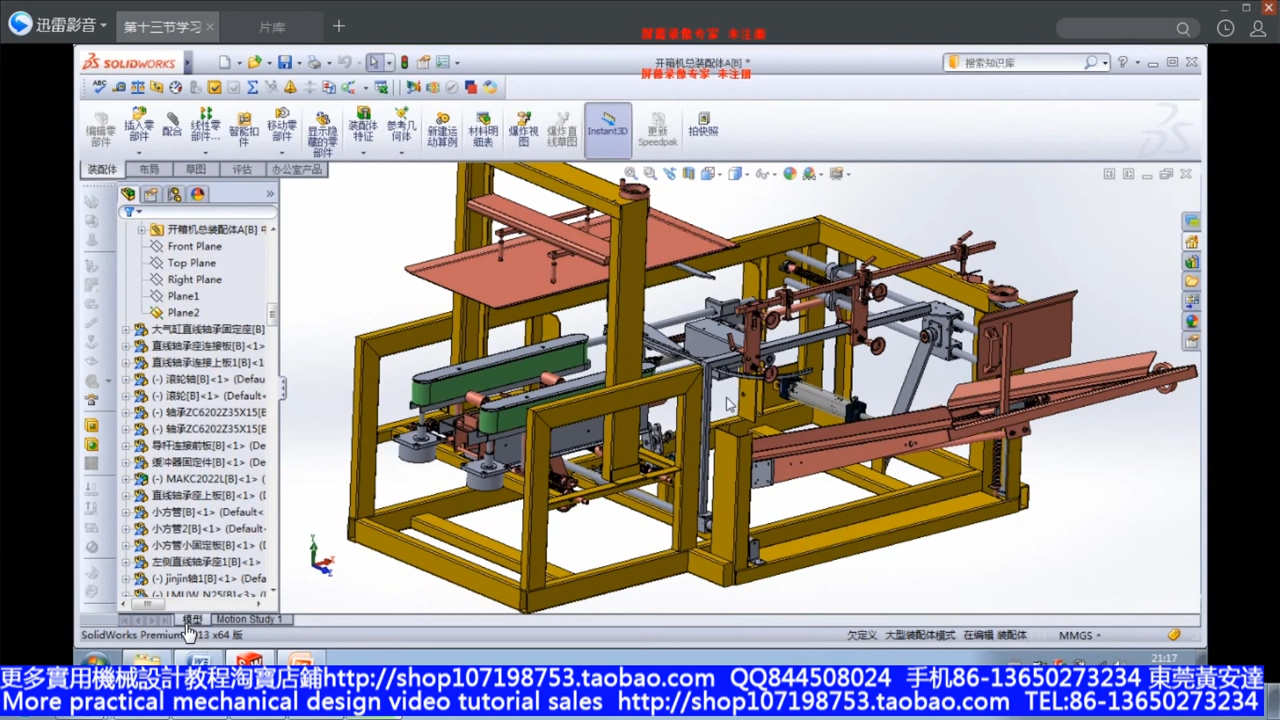 迅雷影音
第十三节学习
片库
屏幕录像专家 未注册
SOLIDWORKS
开箱机总装配体A[B] *
屏幕录像专家 未注册
搜索知识库
编辑零部件
插入零部件
配合
线性零部件...
智能扣件
移动零部件
显示隐藏的零部件
装配体特征
参考几何体
新建运动算例
材料明细表
爆炸视图
爆炸直线草图
Instant3D
更新 Speedpak
拍快照
装配体
布局
草图
评估
办公室产品
开箱机总装配体A[B] 中
Front Plane
Top Plane
Right Plane
Plane1
Plane2
大气缸直线轴承固定座[B]
直线轴承座连接板[B]<1>
直线轴承连接上板1[B]<1
(-) 滚轮轴[B]<1> (Defau
(-) 滚轮[B]<1> (Default
(-) 轴承ZC6202Z35X15[B
(-) 轴承ZC6202Z35X15[B
导杆连接前板[B]<1> (D
缓冲器固定件[B]<1> (De
(-) MAKC2022L[B]<1> (D
直线轴承座上板[B]<1> (D
小方管[B]<1> (Default<
小方管2[B]<1> (Default
小方管小固定板[B]<1> (D
左侧直线轴承座1[B]<1>
(-) jinjin轴1[B]<1> (Defa
(-) LMUW N25[B]<3> (I
模型
Motion Study 1
欠定义 大型装配体模式 在编辑 装配体
MMGS
21:17
更多實用機械設計教程淘寶店鋪http://shop107198753.taobao.com QQ844508024 手机86-13650273234 東莞黃安達
More practical mechanical design video tutorial sales http://shop107198753.taobao.com TEL:86-13650273234